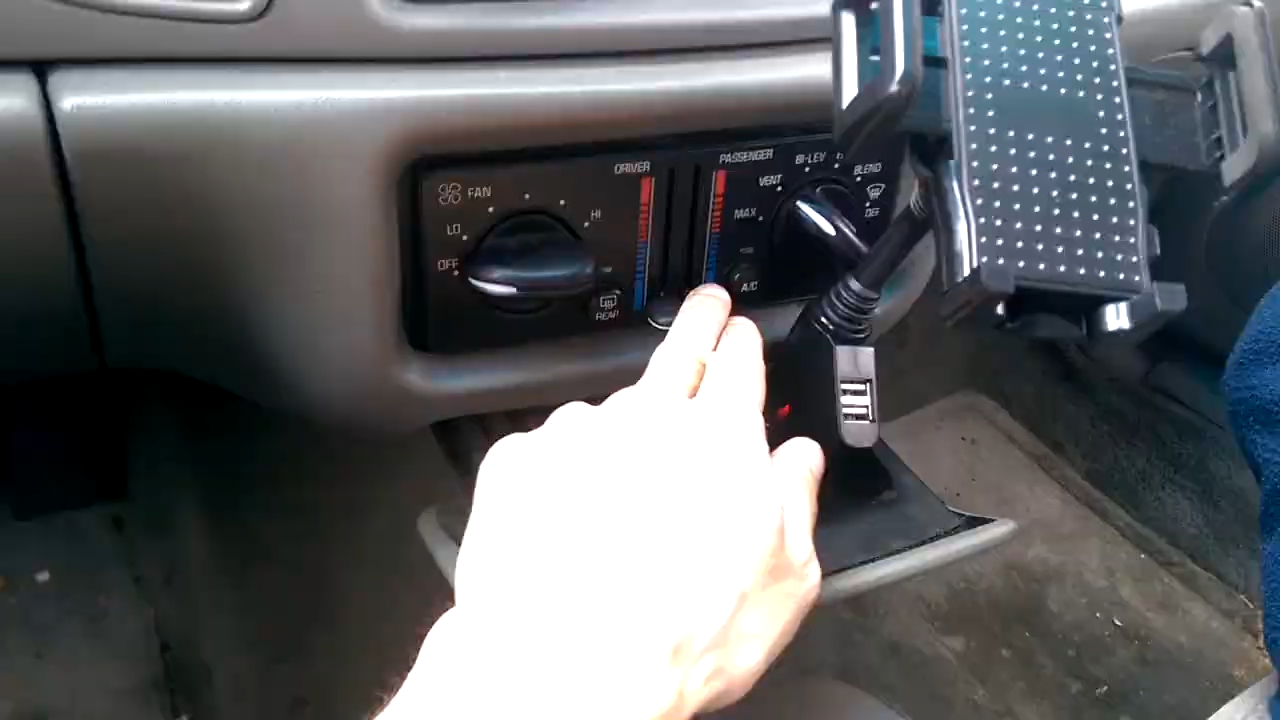 FAN
LO
OFF
HI
REAR
DRIVER
PASSENGER
MAX
VENT
BI-LEV
BLEND
DEF
A/C